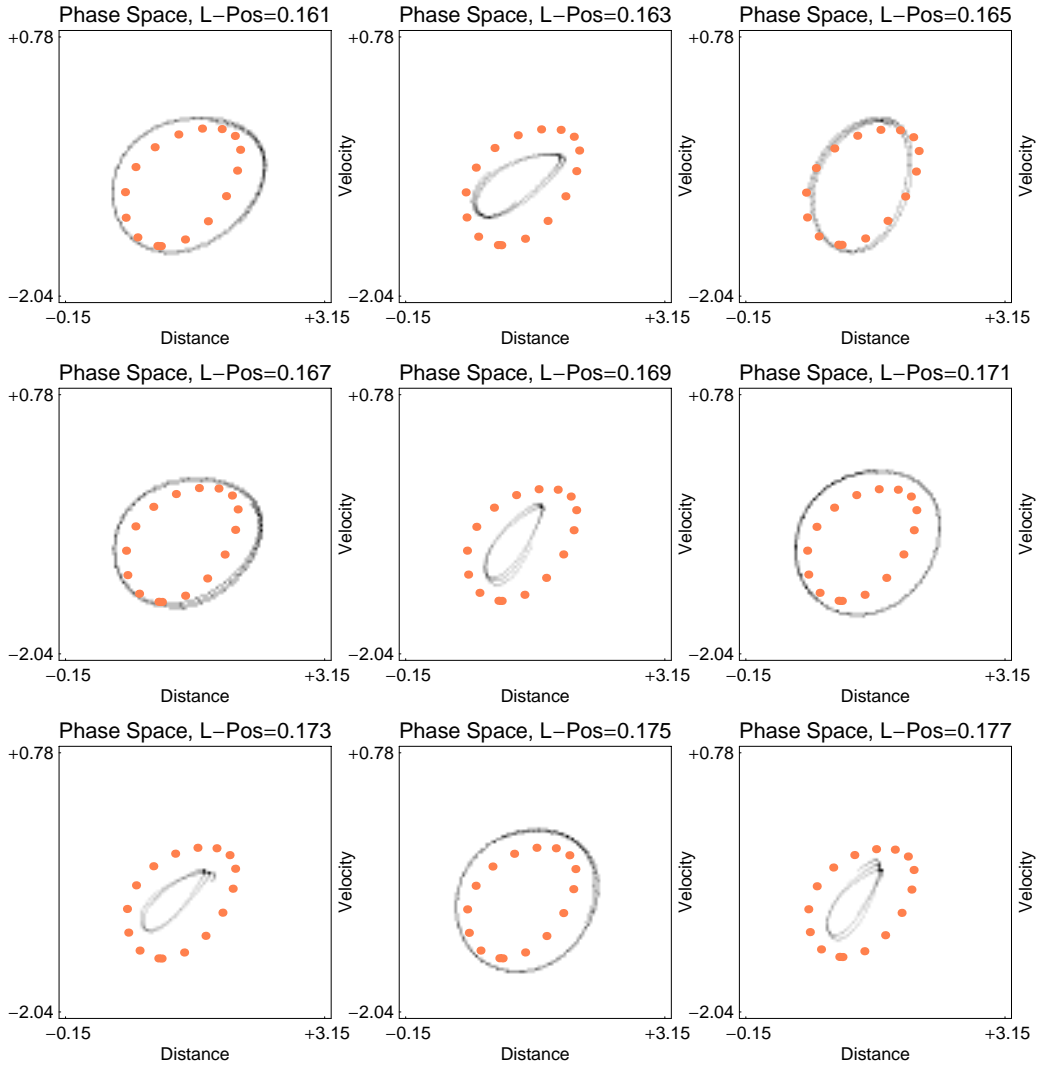 Phase Space, L−Pos=0.161
+0.78
−2.04
−0.15
+3.15
Distance
Velocity
Phase Space, L−Pos=0.163
+0.78
−2.04
−0.15
+3.15
Distance
Velocity
Phase Space, L−Pos=0.165
+0.78
−2.04
−0.15
+3.15
Distance
Velocity
Phase Space, L−Pos=0.167
+0.78
−2.04
−0.15
+3.15
Distance
Velocity
Phase Space, L−Pos=0.169
+0.78
−2.04
−0.15
+3.15
Distance
Velocity
Phase Space, L−Pos=0.171
+0.78
−2.04
−0.15
+3.15
Distance
Velocity
Phase Space, L−Pos=0.173
+0.78
−2.04
−0.15
+3.15
Distance
Velocity
Phase Space, L−Pos=0.175
+0.78
−2.04
−0.15
+3.15
Distance
Velocity
Phase Space, L−Pos=0.177
+0.78
−2.04
−0.15
+3.15
Distance
Velocity